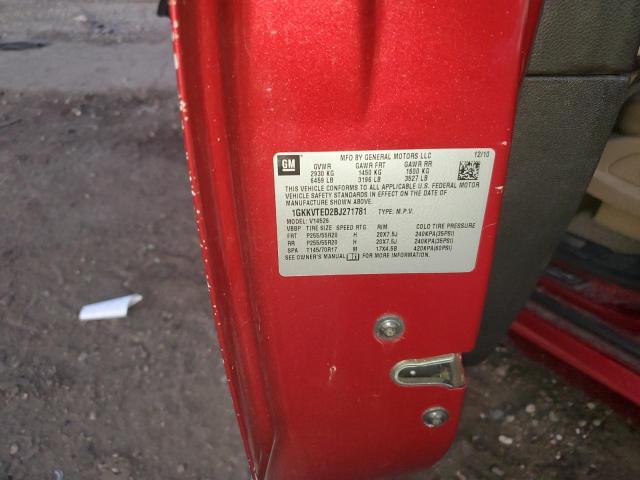 GM
MFD BY GENERAL MOTORS LLC 12/10
GVWR GAWR FRT GAWR RR
2930 KG 1450 KG 1600 KG
6459 LB 3196 LB 3527 LB
THIS VEHICLE CONFORMS TO ALL APPLICABLE U.S. FEDERAL MOTOR
VEHICLE SAFETY STANDARDS IN EFFECT ON THE DATE OF
MANUFACTURE SHOWN ABOVE.
1GKKVTED2BJ271781 TYPE: M.P.V.
MODEL: V14526
VBBP TIRE SIZE SPEED RTG RIM COLD TIRE PRESSURE
FRT P255/55R20 H 20X7.5J 240KPA(35PSI)
RR P255/55R20 H 20X7.5J 240KPA(35PSI)
SPA T145/70R17 M 17X4.5B 420KPA(60PSI)
SEE OWNER'S MANUAL FOR MORE INFORMATION.